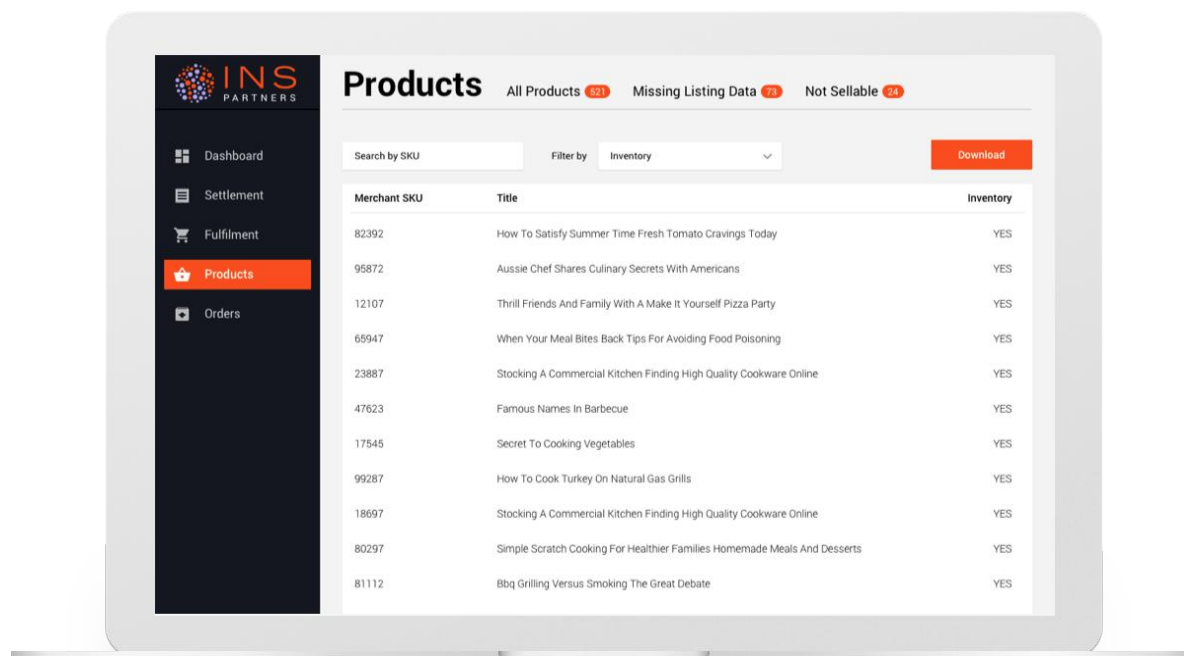 INS
PARTNERS
Products
All Products 521
Missing Listing Data 73
Not Sellable 24
Dashboard
Settlement
Fulfilment
Products
Orders
Search by SKU
Filter by
Inventory
Download
Merchant SKU Title Inventory
82392 How To Satisfy Summer Time Fresh Tomato Cravings Today YES
95872 Aussie Chef Shares Culinary Secrets With Americans YES
12107 Thrill Friends And Family With A Make It Yourself Pizza Party YES
65947 When Your Meal Bites Back Tips For Avoiding Food Poisoning YES
23887 Stocking A Commercial Kitchen Finding High Quality Cookware Online YES
47623 Famous Names In Barbecue YES
17545 Secret To Cooking Vegetables YES
99287 How To Cook Turkey On Natural Gas Grills YES
18697 Stocking A Commercial Kitchen Finding High Quality Cookware Online YES
80297 Simple Scratch Cooking For Healthier Families Homemade Meals And Desserts YES
81112 Bbq Grilling Versus Smoking The Great Debate YES